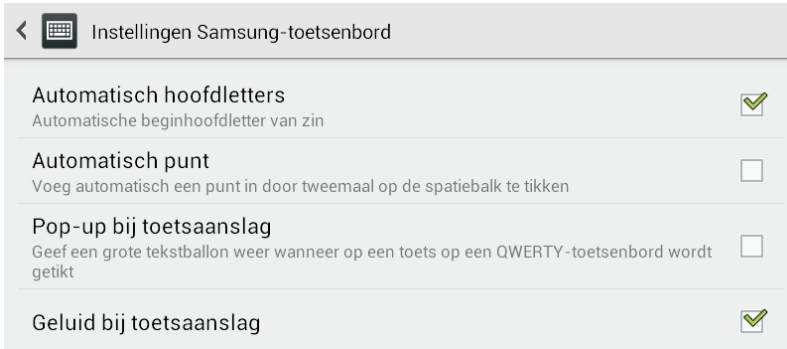 Instellingen Samsung-toetsenbord
Automatisch hoofdletters
Automatische beginhoofdletter van zin
Automatisch punt
Voeg automatisch een punt in door tweemaal op de spatiebalk te tikken
Pop-up bij toetsaanslag
Geef een grote tekstballon weer wanneer op een toets op een QWERTY-toetsenbord wordt
getikt
Geluid bij toetsaanslag